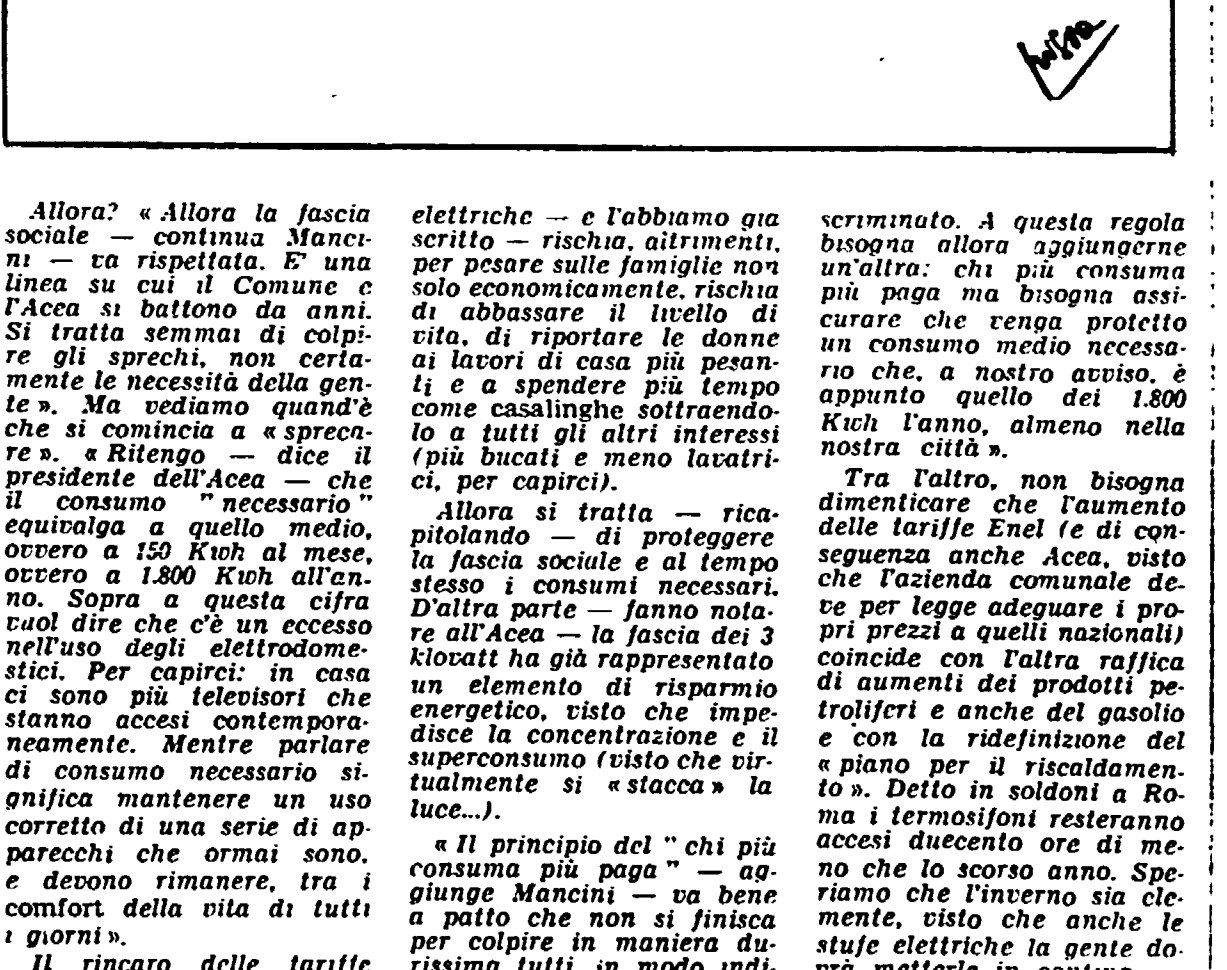 Allora? « Allora la fascia
sociale — continua Manci-
ni — va rispettata. E' una
linea su cui il Comune e
l'Acea si battono da anni.
Si tratta semmai di colpi-
re gli sprechi, non certa-
mente le necessità della gen-
te ». Ma vediamo quand'è
che si comincia a « spreca-
re ». « Ritengo — dice il
presidente dell'Acea — che
il consumo " necessario "
equivalga a quello medio,
ovvero a 150 Kwh al mese,
ovvero a 1.800 Kwh all'an-
no. Sopra a questa cifra
vuol dire che c'è un eccesso
nell'uso degli elettrodome-
stici. Per capirci: in casa
ci sono più televisori che
stanno accesi contempora-
neamente. Mentre parlare
di consumo necessario si-
gnifica mantenere un uso
corretto di una serie di ap-
parecchi che ormai sono,
e devono rimanere, tra i
comfort della vita di tutti
i giorni ».
Il rincaro delle tariffe
elettriche — e l'abbiamo già
scritto — rischia, altrimenti,
per pesare sulle famiglie non
solo economicamente, rischia
di abbassare il livello di
vita, di riportare le donne
ai lavori di casa più pesan-
ti e a spendere più tempo
come casalinghe sottraendo-
lo a tutti gli altri interessi
(più bucati e meno lavatri-
ci, per capirci).
Allora si tratta — rica-
pitolando — di proteggere
la fascia sociale e al tempo
stesso i consumi necessari.
D'altra parte — fanno nota-
re all'Acea — la fascia dei 3
klovatt ha già rappresentato
un elemento di risparmio
energetico, visto che impe-
disce la concentrazione e il
superconsumo (visto che vir-
tualmente si « stacca » la
luce...).
« Il principio del " chi più
consuma più paga " — ag-
giunge Mancini — va bene
a patto che non si finisca
per colpire in maniera du-
rissima tutti in modo indi-
scriminato. A questa regola
bisogna allora aggiungerne
un'altra: chi più consuma
più paga ma bisogna assi-
curare che venga protetto
un consumo medio necessa-
rio che, a nostro avviso, è
appunto quello dei 1.800
Kwh l'anno, almeno nella
nostra città ».
Tra l'altro, non bisogna
dimenticare che l'aumento
delle tariffe Enel (e di con-
seguenza anche Acea, visto
che l'azienda comunale de-
ve per legge adeguare i pro-
pri prezzi a quelli nazionali)
coincide con l'altra raffica
di aumenti dei prodotti pe-
troliferi e anche del gasolio
e con la ridefinizione del
« piano per il riscaldamen-
to ». Detto in soldoni a Ro-
ma i termosifoni resteranno
accesi duecento ore di me-
no che lo scorso anno. Spe-
riamo che l'inverno sia cle-
mente, visto che anche le
stufe elettriche la gente do-
vrà metterle in